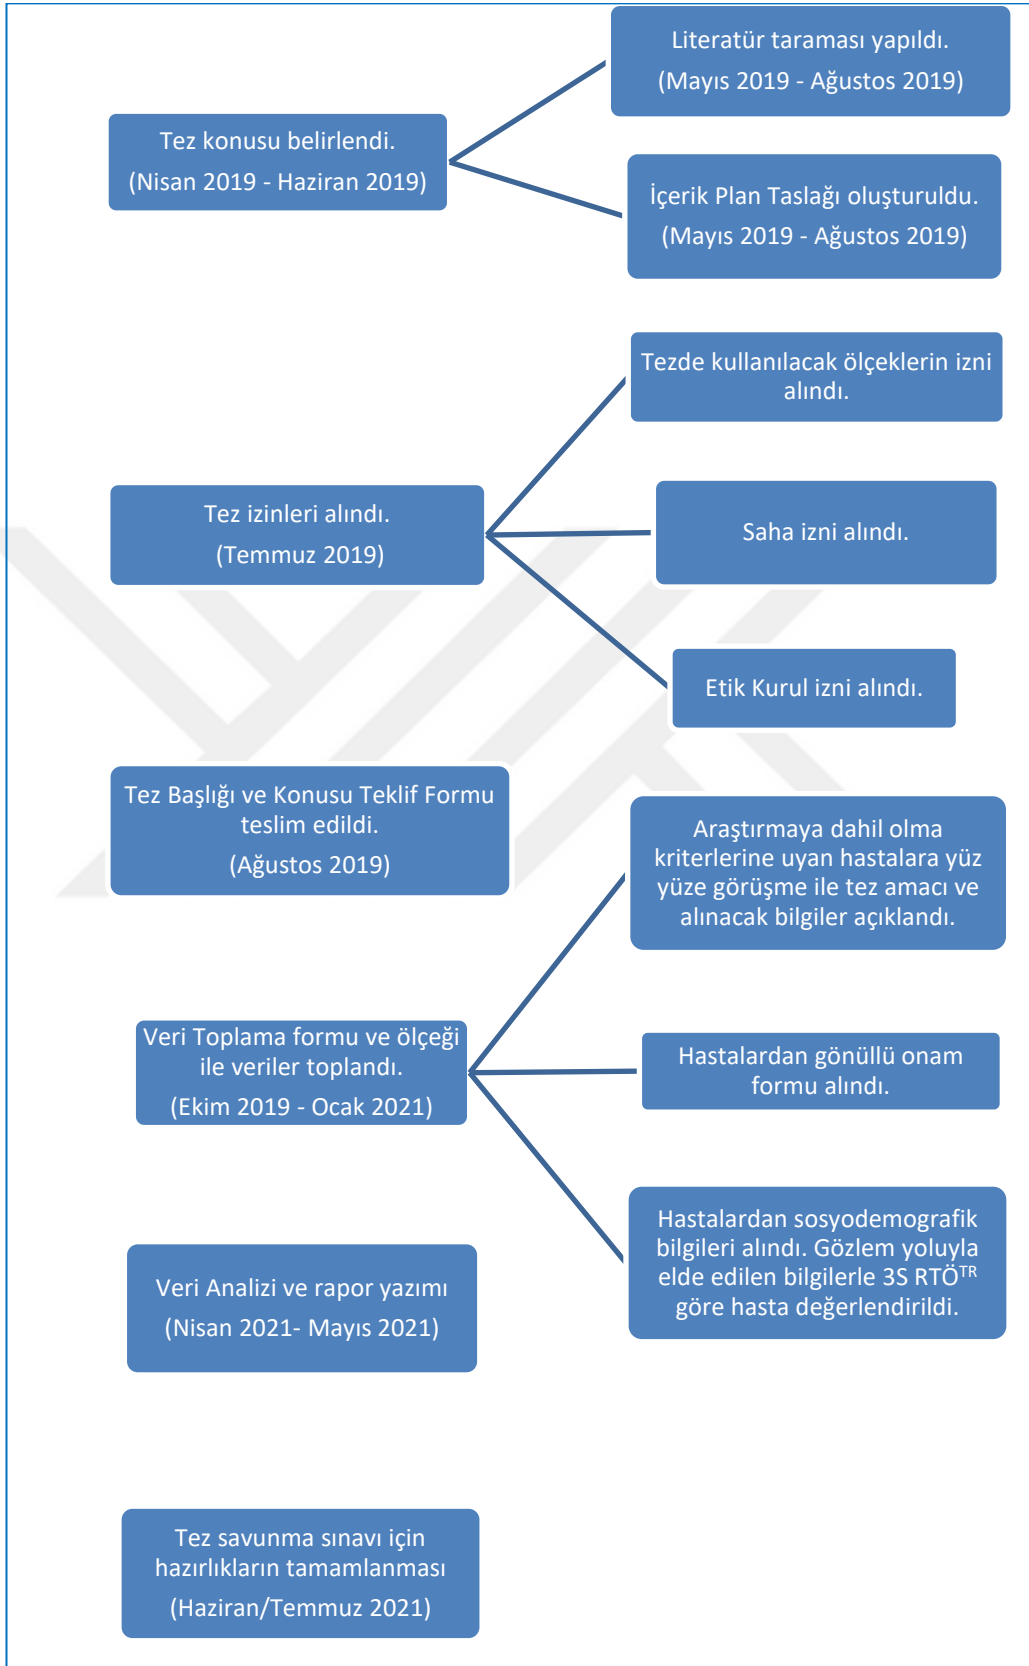 Tez konusu belirlendi.
(Nisan 2019 - Haziran 2019)
Literatür taraması yapıldı.
(Mayıs 2019 - Ağustos 2019)
İçerik Plan Taslağı oluşturuldu.
(Mayıs 2019 - Ağustos 2019)
Tez izinleri alındı.
(Temmuz 2019)
Tezde kullanılacak ölçeklerin izni
alındı.
Saha izni alındı.
Etik Kurul izni alındı.
Tez Başlığı ve Konusu Teklif Formu
teslim edildi.
(Ağustos 2019)
Veri Toplama formu ve ölçeği
ile veriler toplandı.
(Ekim 2019 - Ocak 2021)
Araştırmaya dahil olma
kriterlerine uyan hastalara yüz
yüze görüşme ile tez amacı ve
alınacak bilgiler açıklandı.
Hastalardan gönüllü onam
formu alındı.
Hastalardan sosyodemografik
bilgileri alındı. Gözlem yoluyla
elde edilen bilgilerle 3S RTÖTR
göre hasta değerlendirildi.
Veri Analizi ve rapor yazımı
(Nisan 2021- Mayıs 2021)
Tez savunma sınavı için
hazırlıkların tamamlanması
(Haziran/Temmuz 2021)